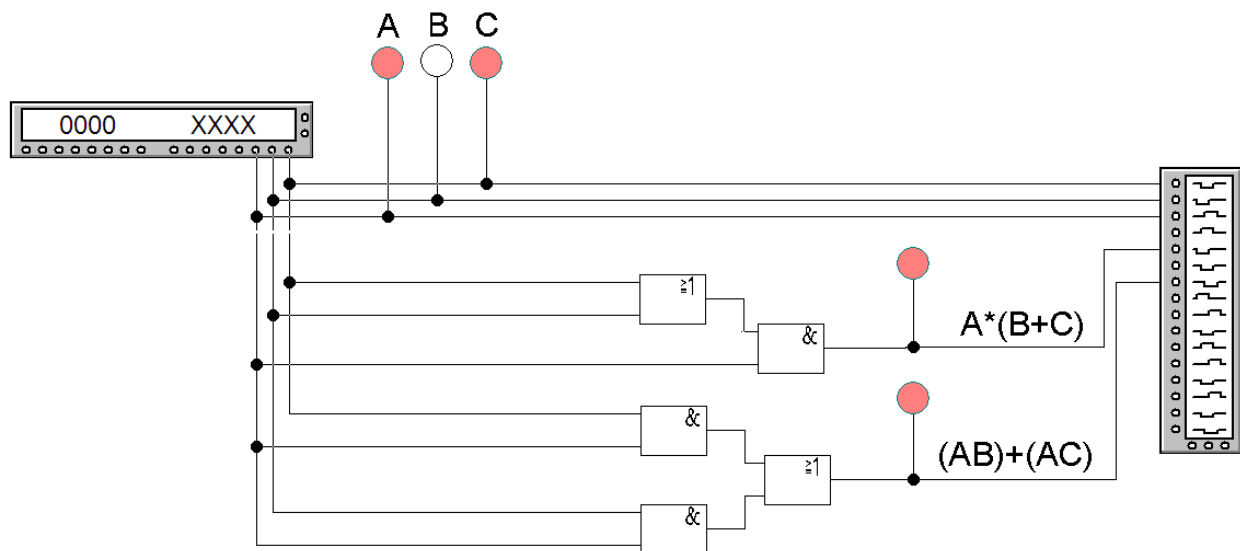 A B C
0000 XXXX
≧1
&
A*(B+C)
&
≧1
(AB)+(AC)
&